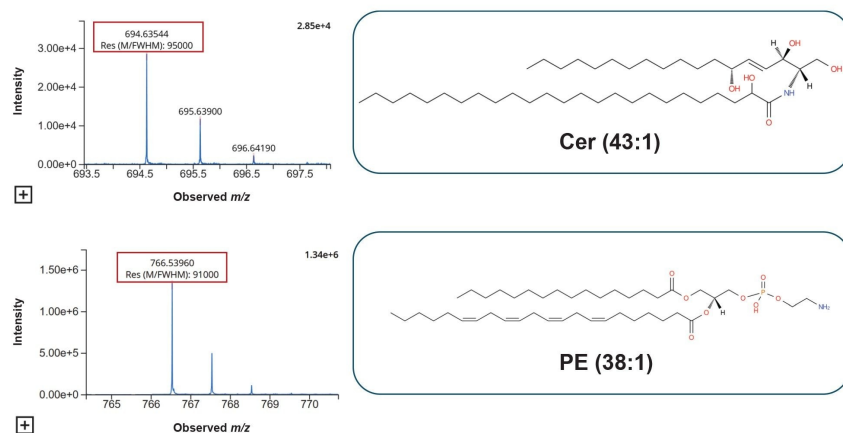 2.85e+4
694.63544
Res (M/FWHM): 95000
3.00e+4
2.00e+4
1.00e+4
0.00e+0
Intensity
695.63900
696.64190
693.5
694.5
695.5
696.5
697.5
Observed m/z
+
H
OH
OH
OH
H
OH
NH
O
Cer (43:1)
1.34e+6
766.53960
Res (M/FWHM): 91000
1.50e+6
1.00e+6
5.00e+5
0.00e+0
Intensity
765
766
767
768
769
770
Observed m/z
+
O
O
O
O
H
O
O
P
OH
O
NH₂
PE (38:1)